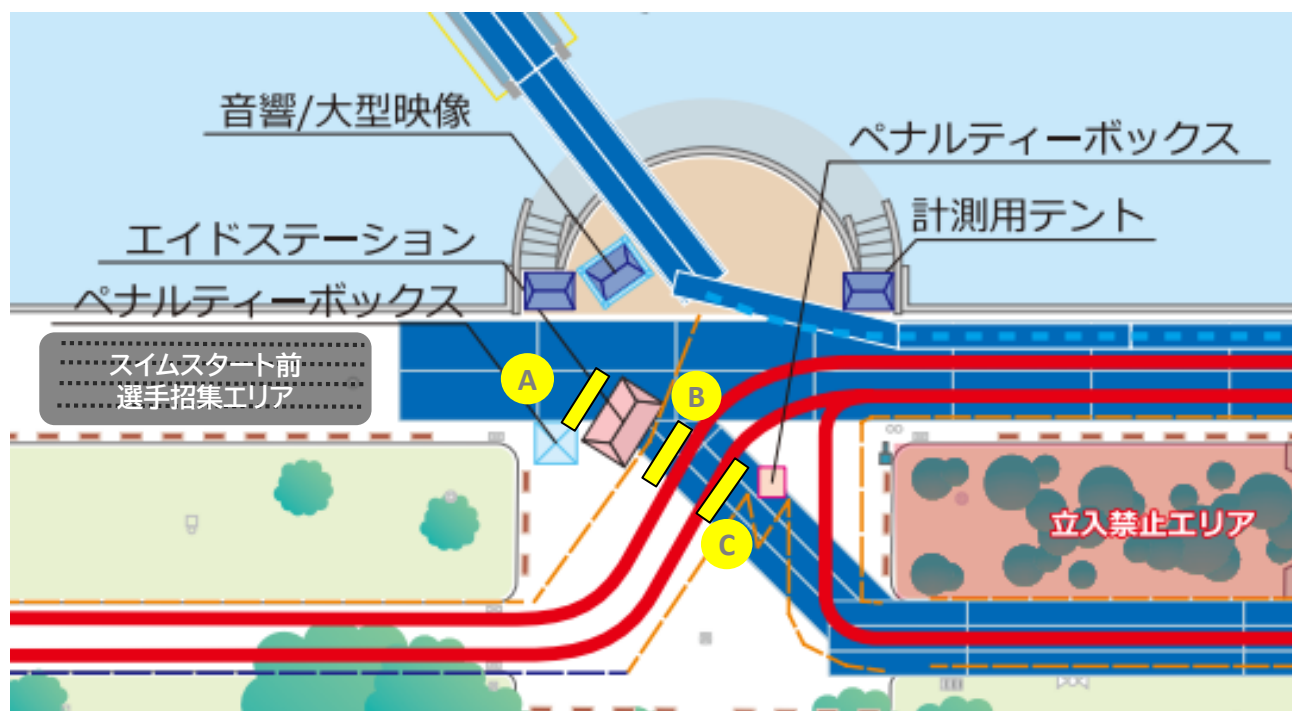 音響/大型映像
ペナルティーボックス
計測用テント
エイドステーション
ペナルティーボックス
スイムスタート前
選手招集エリア
A
B
C
立入禁止エリア